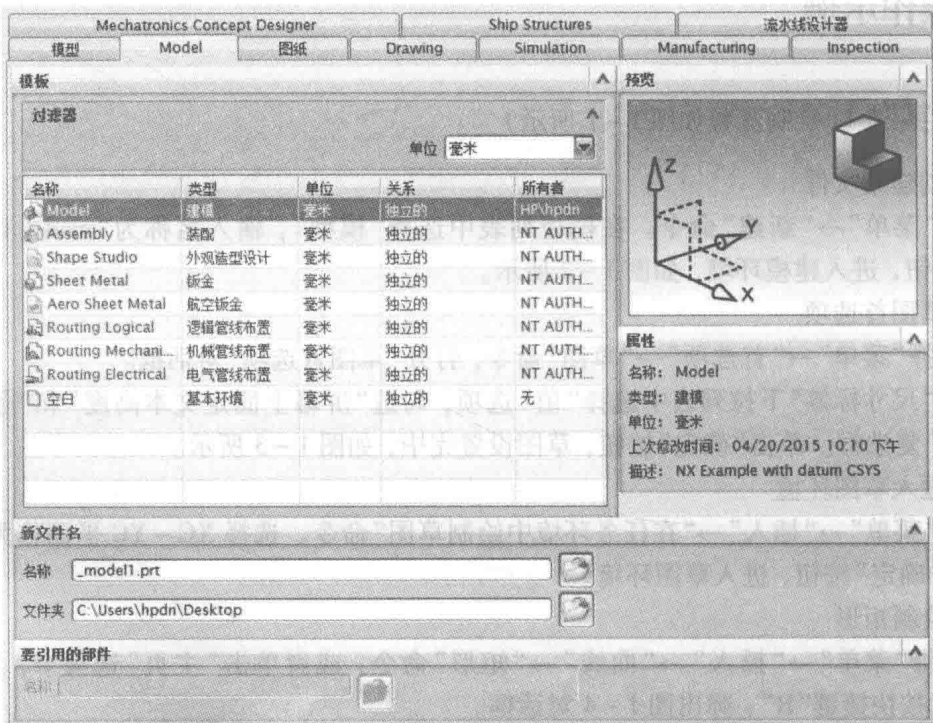 Mechatronics Concept Designer Ship Structures 流水线设计器
模型 Model 图纸 Drawing Simulation Manufacturing Inspection
模板
过滤器
单位 毫米
名称 类型 单位 关系 所有者
Model 建模 毫米 独立的 HP\hpdn
Assembly 装配 毫米 独立的 NT AUTH...
Shape Studio 外观造型设计 毫米 独立的 NT AUTH...
Sheet Metal 钣金 毫米 独立的 NT AUTH...
Aero Sheet Metal 航空钣金 毫米 独立的 NT AUTH...
Routing Logical 逻辑管线布置 毫米 独立的 NT AUTH...
Routing Mechani... 机械管线布置 毫米 独立的 NT AUTH...
Routing Electrical 电气管线布置 毫米 独立的 NT AUTH...
空白 基本环境 毫米 独立的 无
预览
Z
Y
X
属性
名称: Model
类型: 建模
单位: 毫米
上次修改时间: 04/20/2015 10:10 下午
描述: NX Example with datum CSYS
新文件名
名称 _model1.prt
文件夹 C:\Users\hpdn\Desktop
要引用的部件
名称